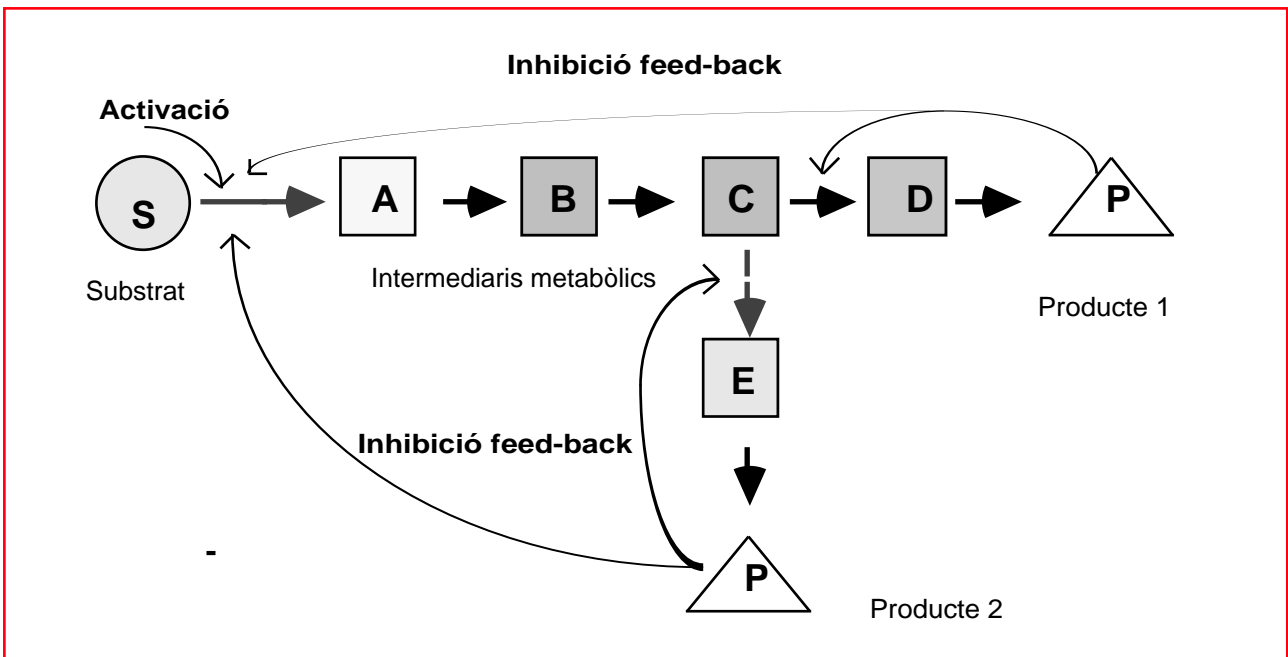 Inhibició feed-back
Activació
S
A
B
C
D
P
Substrat
Intermediaris metabòlics
Producte 1
E
Inhibició feed-back
-
P
Producte 2